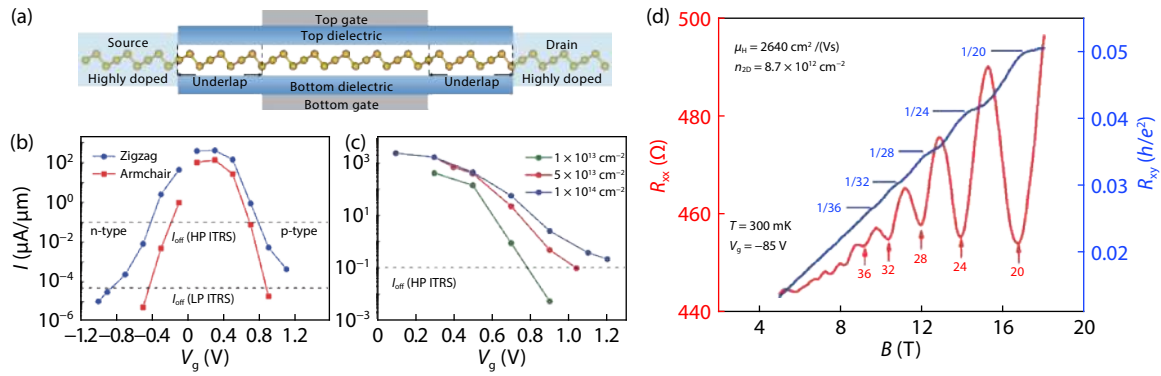 (a)
Top gate
Source
Top dielectric
Drain
Highly doped
Underlap
Underlap
Highly doped
Bottom dielectric
Bottom gate
(b)
I (μA/μm)
10²
10⁰
10⁻²
10⁻⁴
10⁻⁶
Zigzag
Armchair
n-type
p-type
I_off (HP ITRS)
I_off (LP ITRS)
−1.2 −0.8 −0.4 0 0.4 0.8 1.2
V_g (V)
(c)
10³
10¹
10⁻¹
10⁻³
1 × 10¹³ cm⁻²
5 × 10¹³ cm⁻²
1 × 10¹⁴ cm⁻²
I_off (HP ITRS)
0 0.2 0.4 0.6 0.8 1.0 1.2
V_g (V)
(d)
R_xx (Ω)
500
480
460
440
μ_H = 2640 cm²/(Vs)
n_2D = 8.7 × 10¹² cm⁻²
1/20
1/24
1/28
1/32
1/36
T = 300 mK
V_g = −85 V
36
32
28
24
20
4 8 12 16 20
B (T)
0.05
0.04
0.03
0.02
R_xy (h/e²)